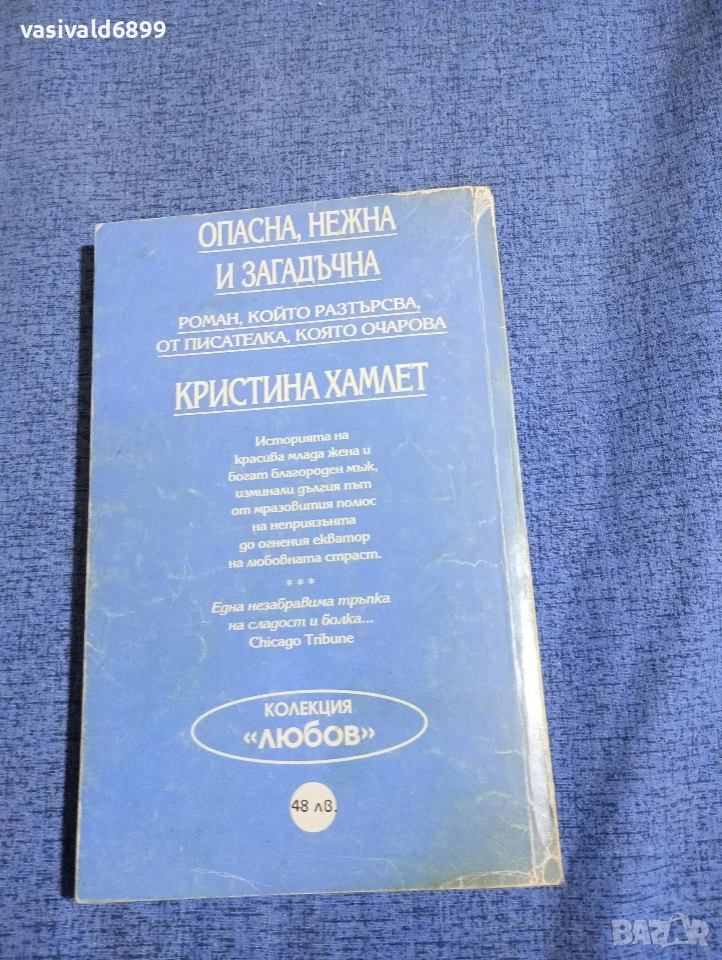 vasivald6899
ОПАСНА, НЕЖНА
И ЗАГАДЪЧНА
РОМАН, КОЙТО РАЗТЪРСВА,
ОТ ПИСАТЕЛКА, КОЯТО ОЧАРОВА
КРИСТИНА ХАМЛЕТ
Историята на
красива млада жена и
богат благороден мъж,
изминали дългия път
от мразовития полюс
на неприязънта
до огнения екватор
на любовната страст.
* * *
Една незабравима тръпка
на сладост и болка...
Chicago Tribune
КОЛЕКЦИЯ
«ЛЮБОВ»
48 лв.
BAZAR